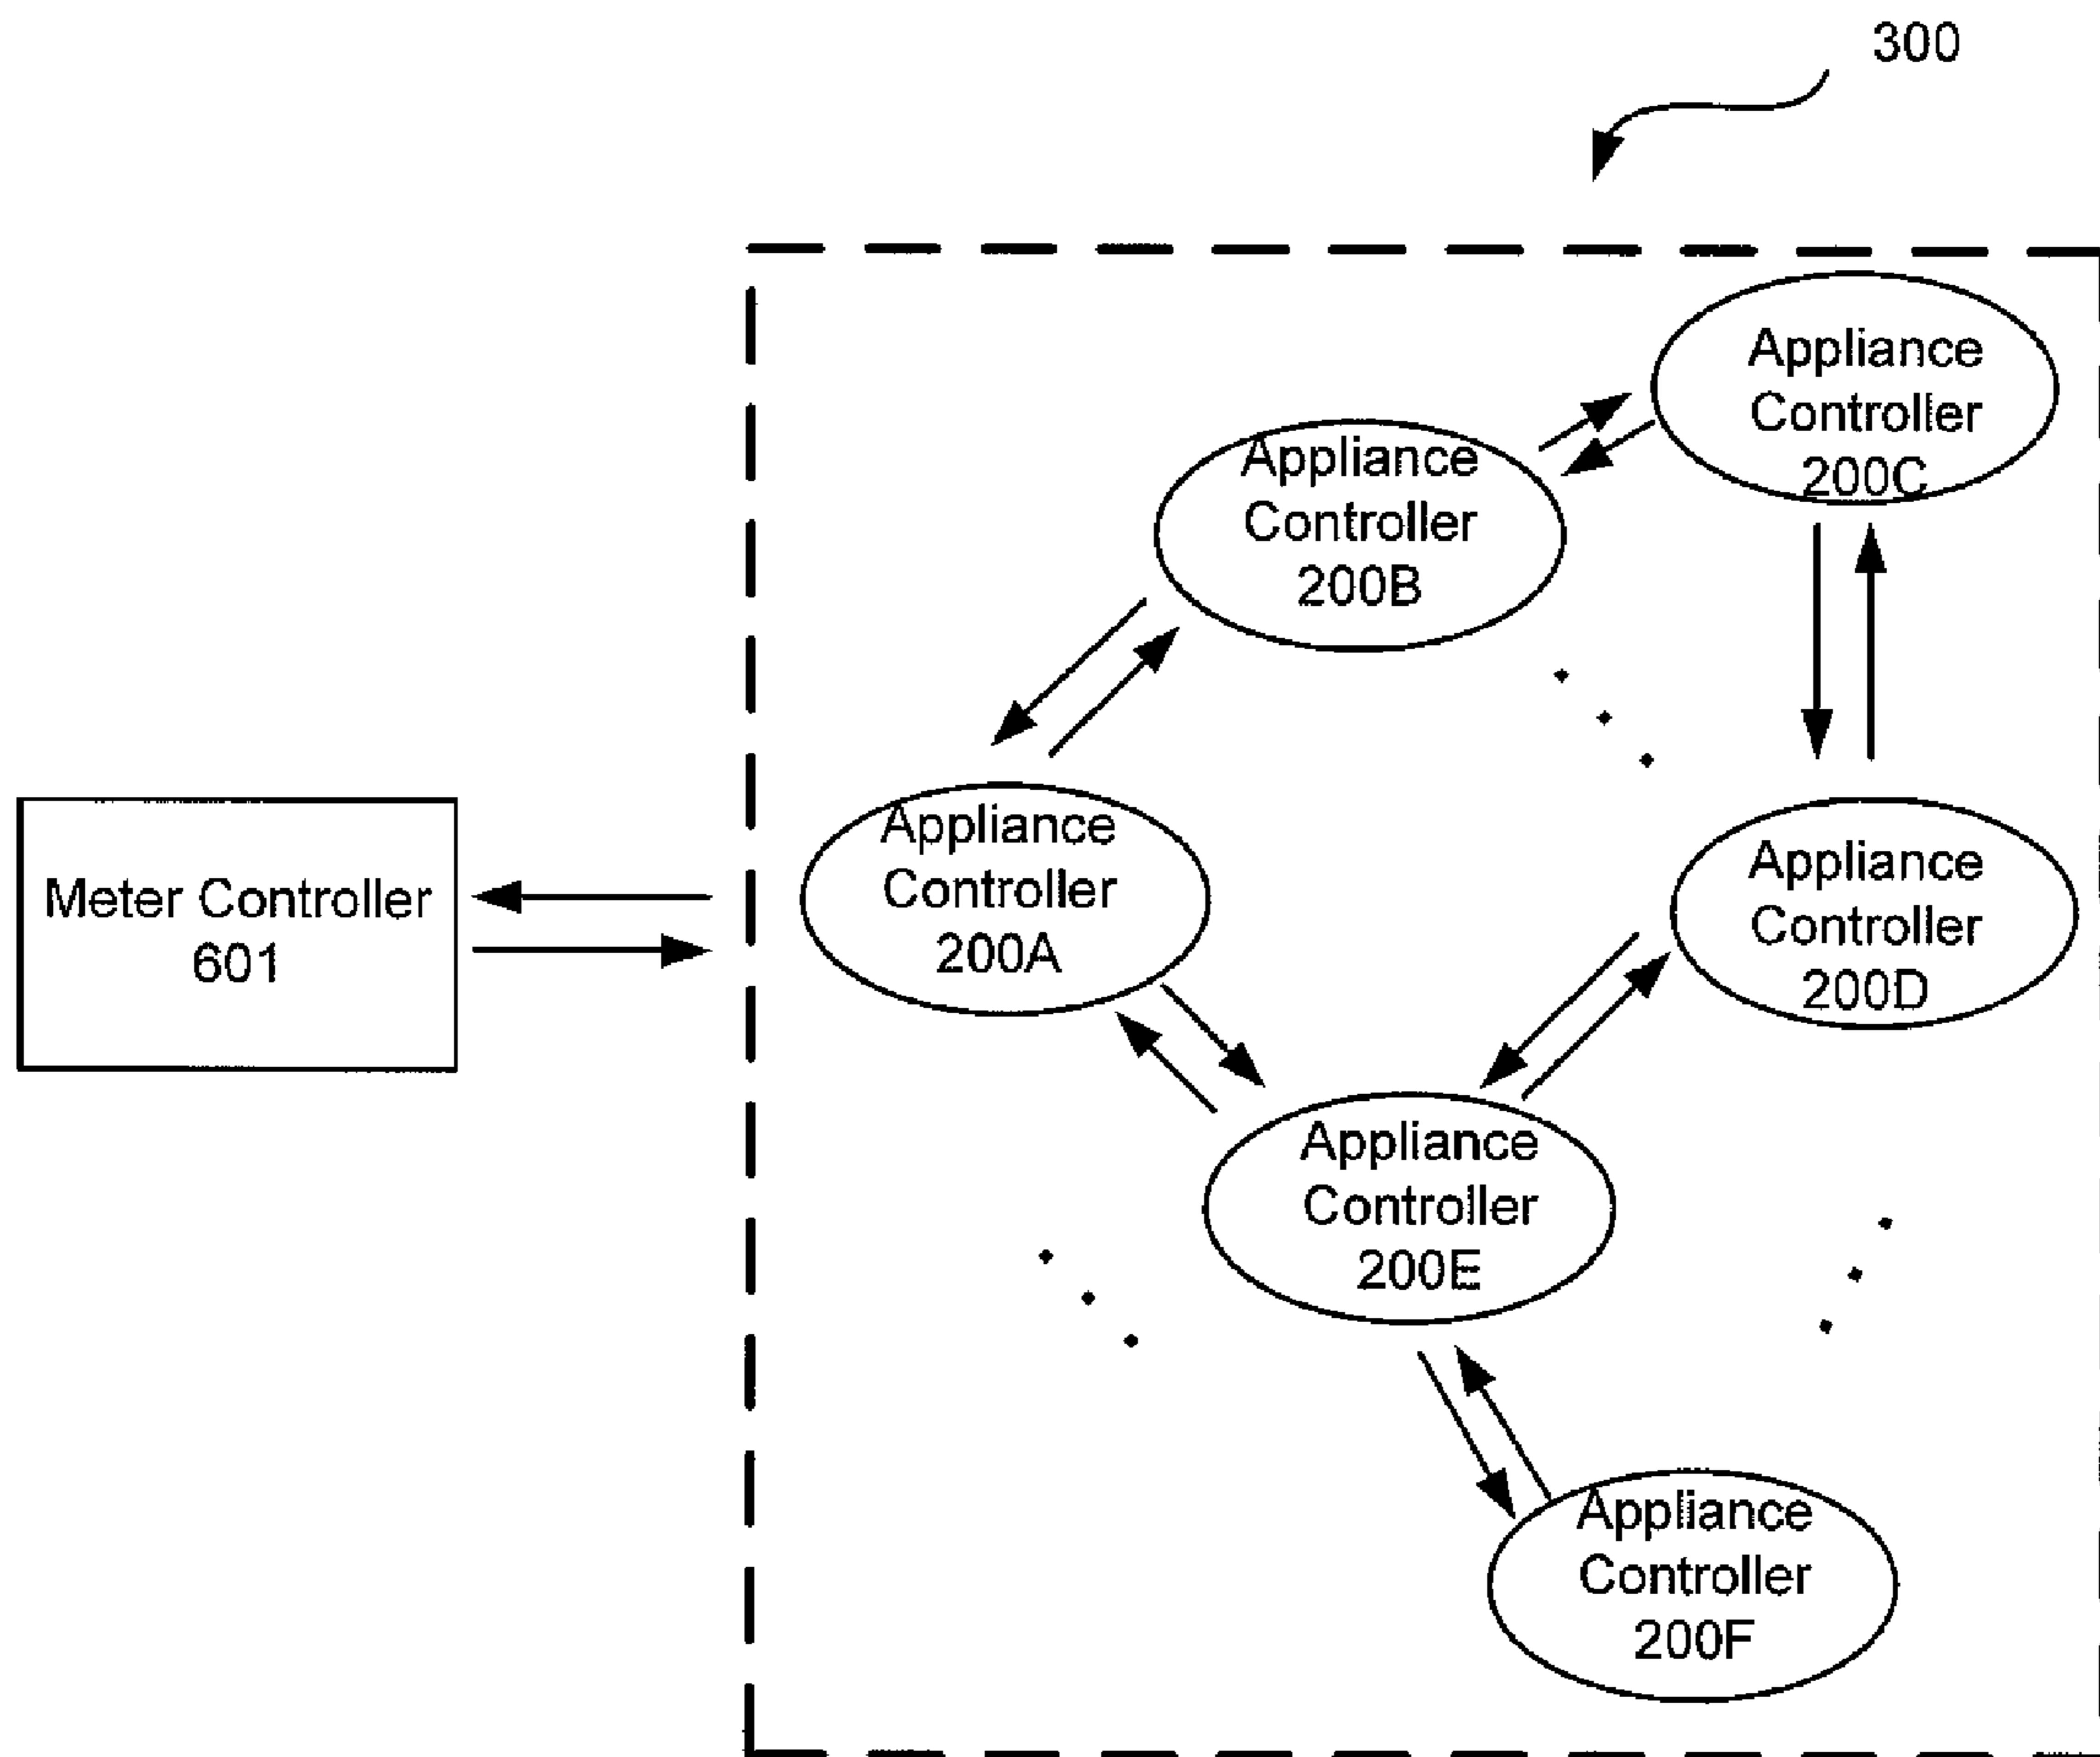 300
Appliance
Controller
200C
Appliance
Controller
200B
Appliance
Controller
200A
Meter Controller
601
Appliance
Controller
200D
Appliance
Controller
200E
Appliance
Controller
200F